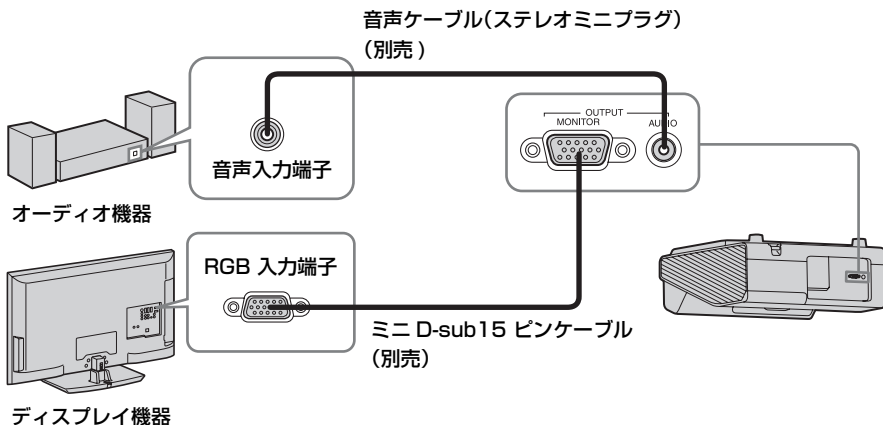 音声ケーブル(ステレオミニプラグ)
(別売)
OUTPUT
MONITOR
AUDIO
音声入力端子
オーディオ機器
RGB 入力端子
ミニ D-sub15 ピンケーブル
(別売)
ディスプレイ機器